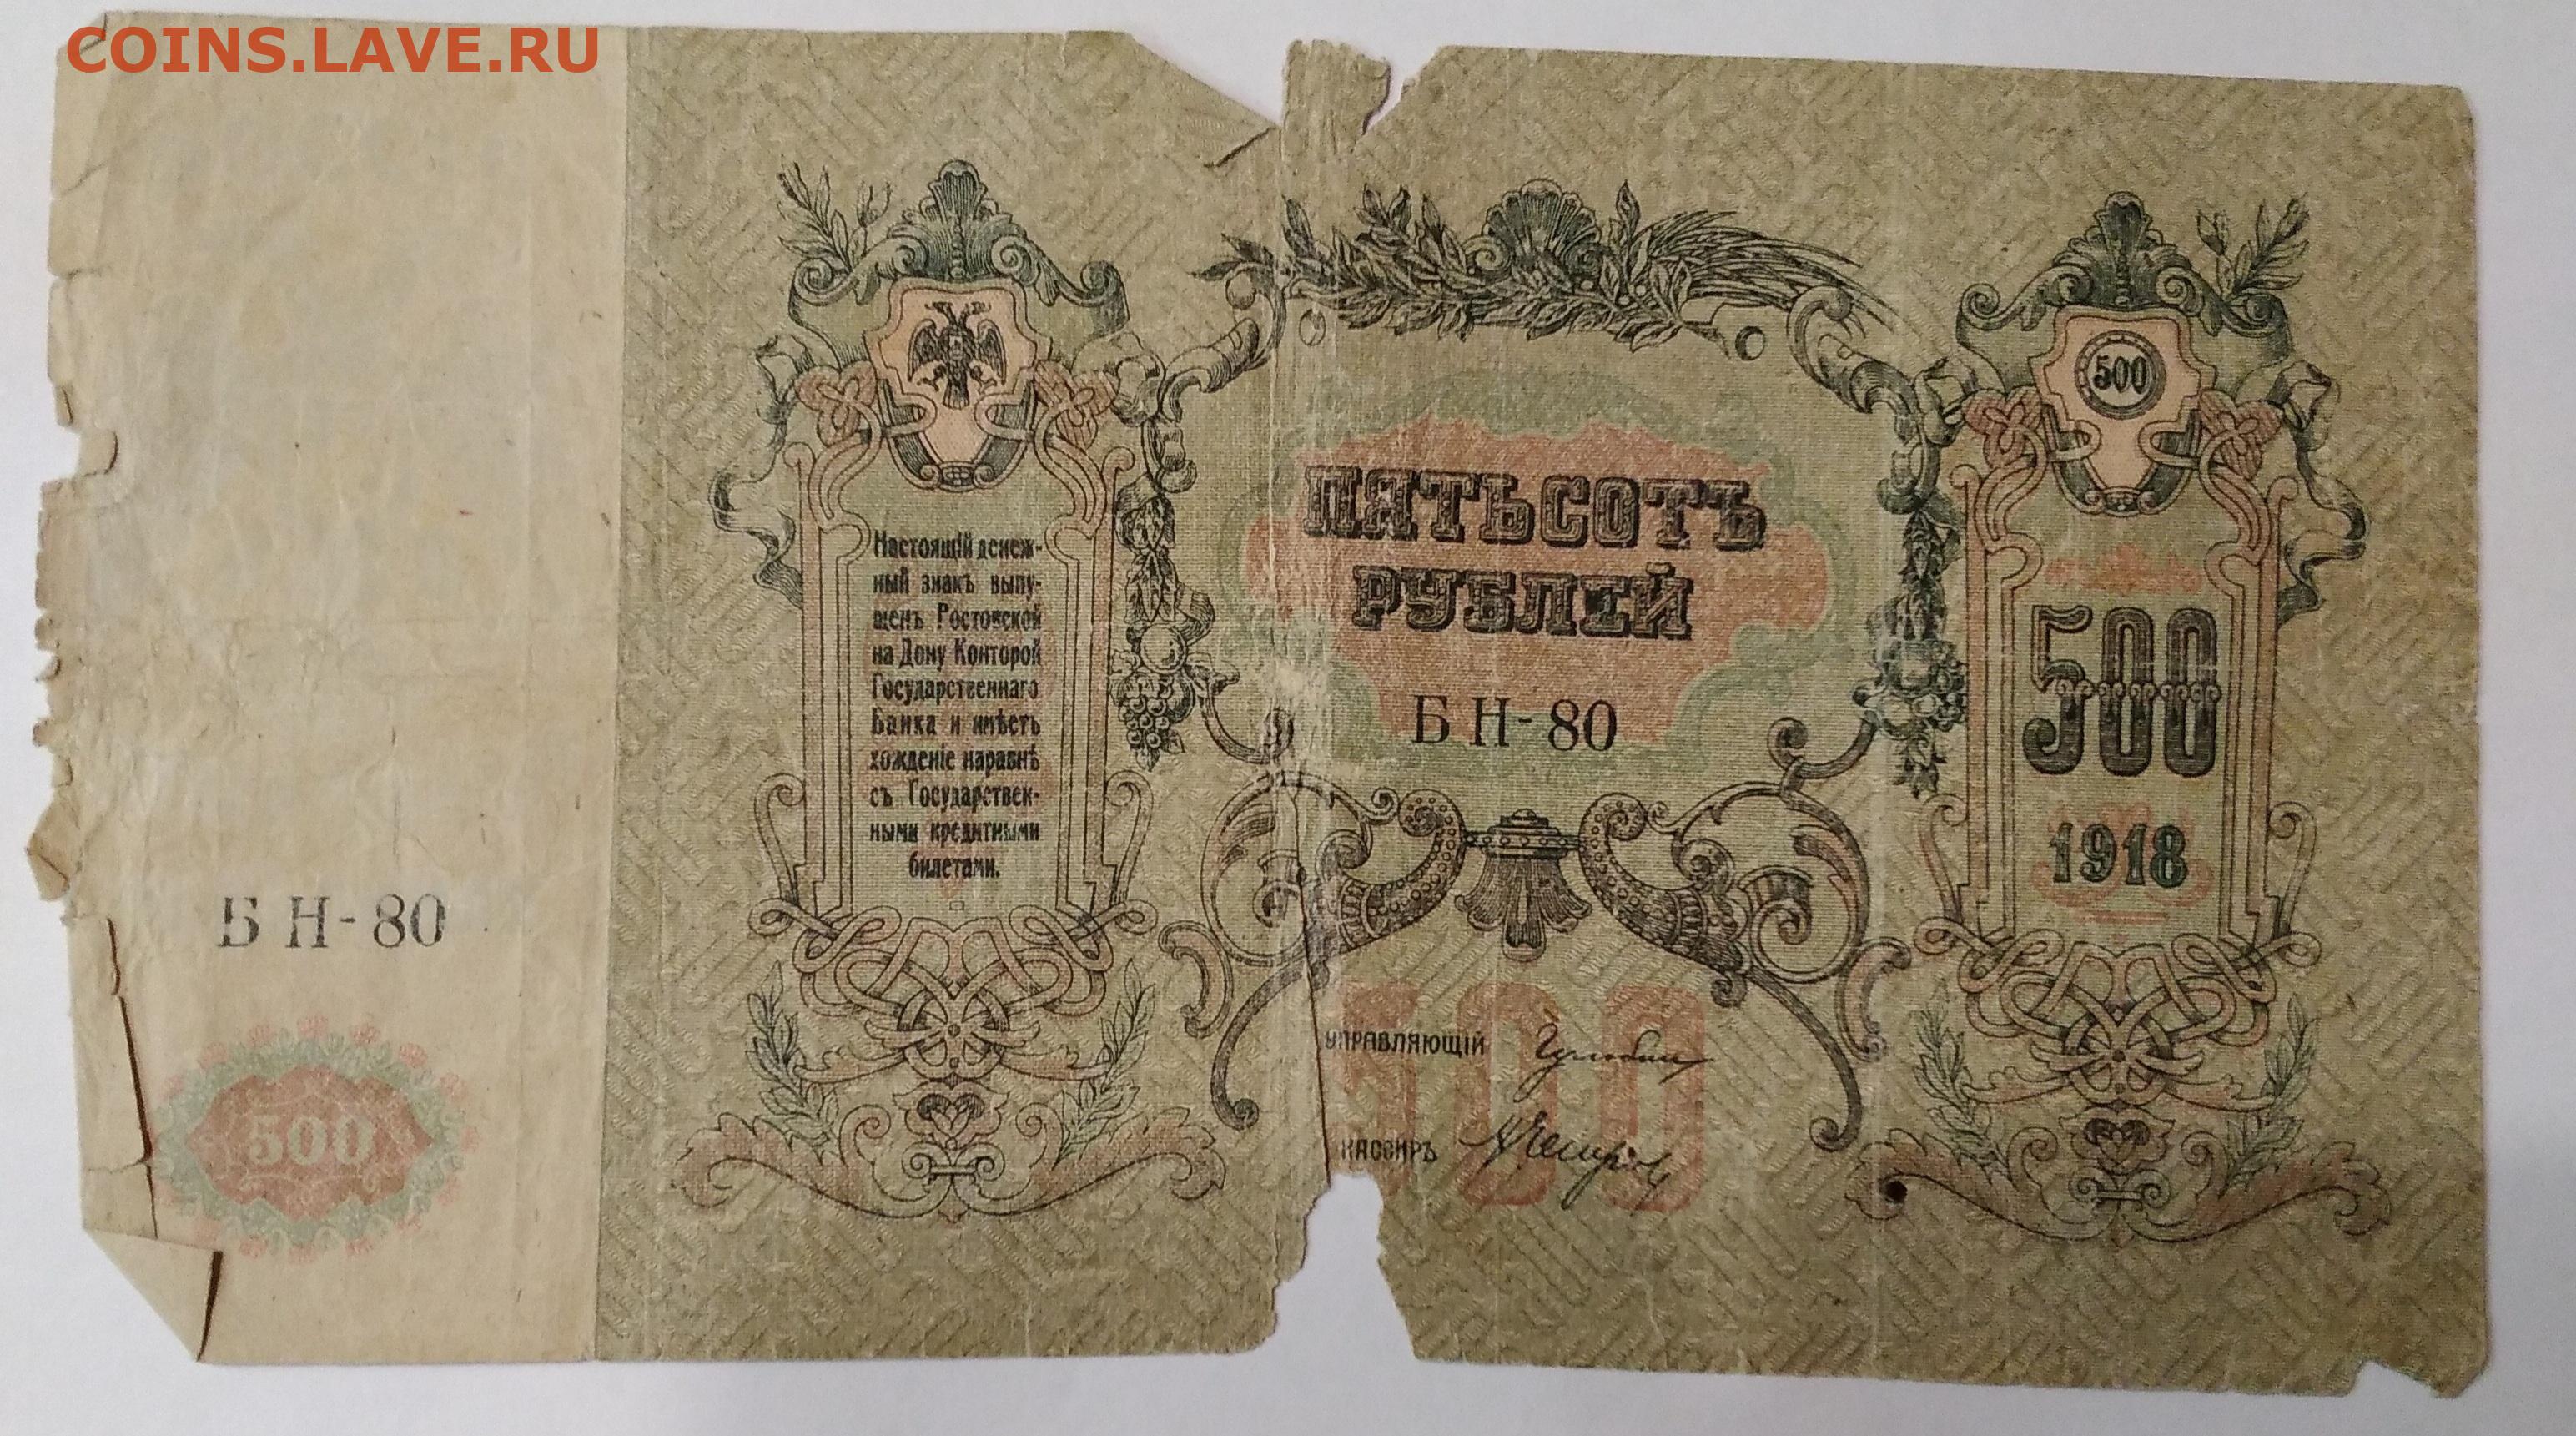 COINS.LAVE.RU
500
Настоящій денеж-
ный знакъ выпу-
щенъ Ростовской
на Дону Конторой
Государственнаго
Банка и имѣетъ
хожденіе наравнѣ
съ Государствен-
ными кредитными
билетами.
ПЯТЬСОТЪ
РУБЛЕЙ
БН-80
500
1918
БН-80
500
500
УПРАВЛЯЮЩІЙ
КАССИРЪ